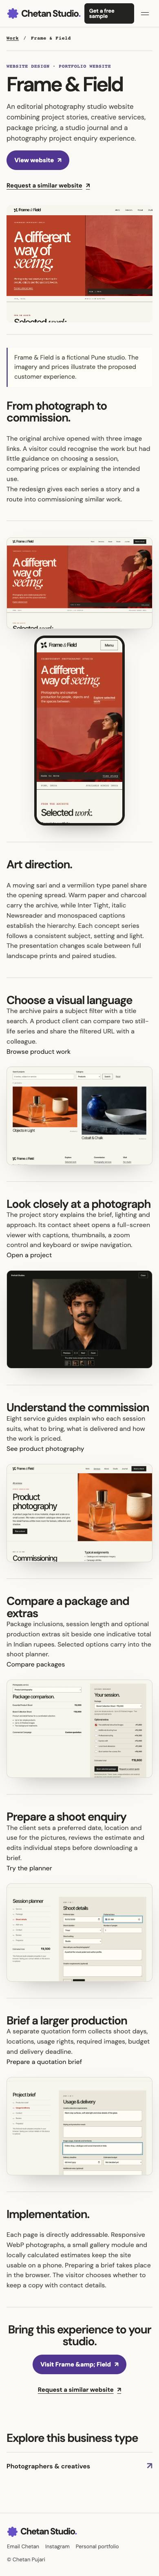 Chetan Studio.
Get a free
sample
Work / Frame & Field
WEBSITE DESIGN · PORTFOLIO WEBSITE
Frame & Field
An editorial photography studio website
combining project stories, creative services,
package pricing, a studio journal and a
photography project enquiry experience.
View website
Request a similar website
Frame & Field
A different
way of
seeing.
Selected work.
Frame & Field is a fictional Pune studio. The
imagery and prices illustrate the proposed
customer experience.
From photography to
commission.
The original archive opened with three image
links. A visitor could recognise the work but had
little guidance on choosing a session,
comparing prices or explaining the intended
use.
The redesign gives each series a story and a
route into commissioning similar work.
A different
way of
seeing.
Frame & Field
Menu
A different
way of seeing.
Selected work.
Art direction.
A moving sari and a vermilion type panel share
the opening spread. Warm paper and charcoal
carry the archive, while Inter Tight, italic
Newsreader and monospaced captions
establish the hierarchy. Each concept series
follows a consistent subject, setting and light.
The presentation changes scale between full
landscape prints and paired studies.
Choose a visual language
The archive pairs a subject filter with a title
search. A product client can compare two still-
life series and share the filtered URL with a
colleague.
Browse product work
Objects in Light
Cobalt & Chalk
Look closely at a photograph
The project story explains the brief, lighting and
approach. Its contact sheet opens a full-screen
viewer with captions, thumbnails, a zoom
control and keyboard or swipe navigation.
Open a project
Understand the commission
Eight service guides explain who each session
suits, what to bring, what is delivered and how
the work is priced.
See product photography
Product
photography
Commissioning
Compare a package and
extras
Package inclusions, session length and optional
production extras sit beside one indicative total
in Indian rupees. Selected options carry into the
shoot planner.
Compare packages
Package comparison.
Your session.
Prepare a shoot enquiry
The client sets a preferred date, location and
use for the pictures, reviews the estimate and
edits individual steps before downloading a
brief.
Try the planner
Session planner
Shoot details
Brief a larger production
A separate quotation form collects shoot days,
locations, usage rights, required images, budget
and delivery deadline.
Prepare a quotation brief
Project brief
Usage & delivery
Implementation.
Each page is directly addressable. Responsive
WebP photographs, a small gallery module and
locally calculated estimates keep the site
usable on a phone. Preparing a brief takes place
in the browser. The visitor chooses whether to
open a copy with contact details.
Bring this experience to your
studio.
Visit Frame &amp; Field
Request a similar website
Explore this business type
Photographers & creatives
Chetan Studio.
Email Chetan Instagram Personal portfolio
© Chetan Pujari